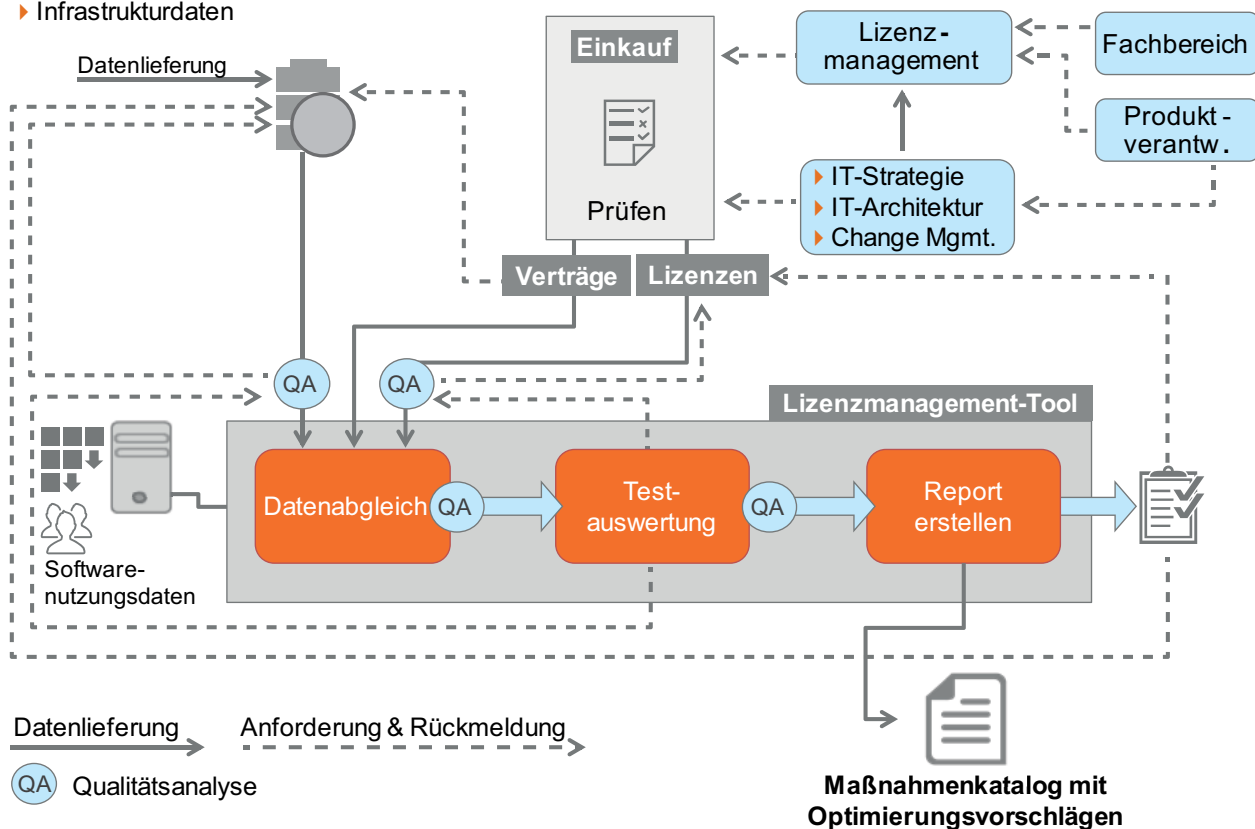 Infrastrukturdaten
Datenlieferung
Einkauf
Prüfen
Lizenz-
management
Fachbereich
Produkt-
verantw.
IT-Strategie
IT-Architektur
Change Mgmt.
Verträge
Lizenzen
QA
QA
Lizenzmanagement-Tool
Datenabgleich
QA
Test-
auswertung
QA
Report
erstellen
Software-
nutzungsdaten
Datenlieferung
Anforderung & Rückmeldung
QA
Qualitätsanalyse
Maßnahmenkatalog mit
Optimierungsvorschlägen